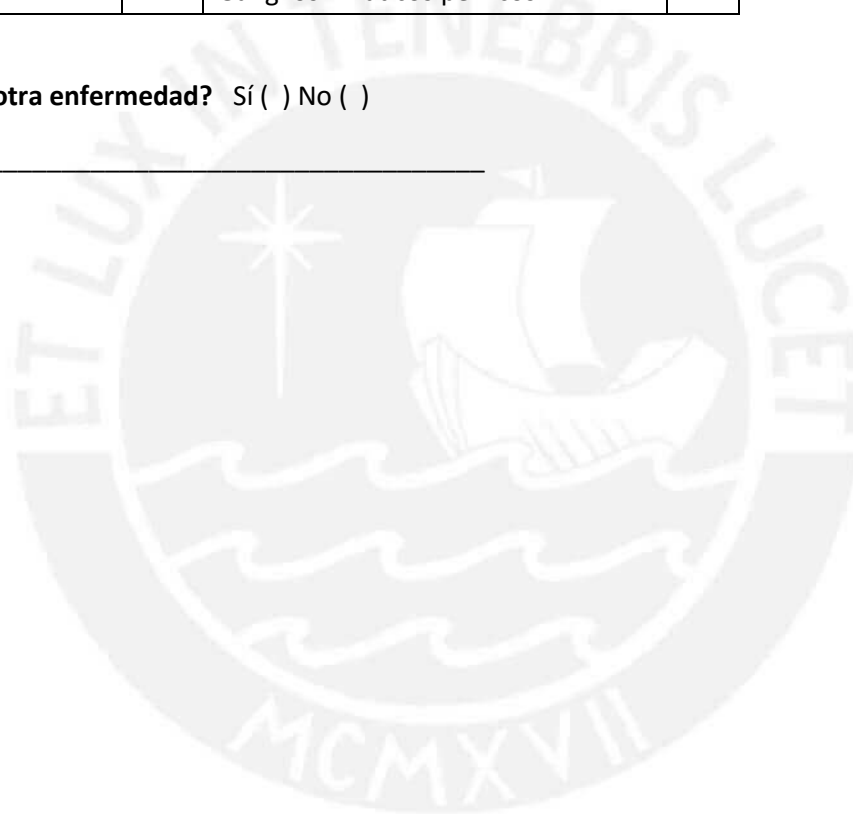 otra enfermedad? Sí ( ) No ( )
ET LUX IN TENEBRIS LUCET
MCMXVII